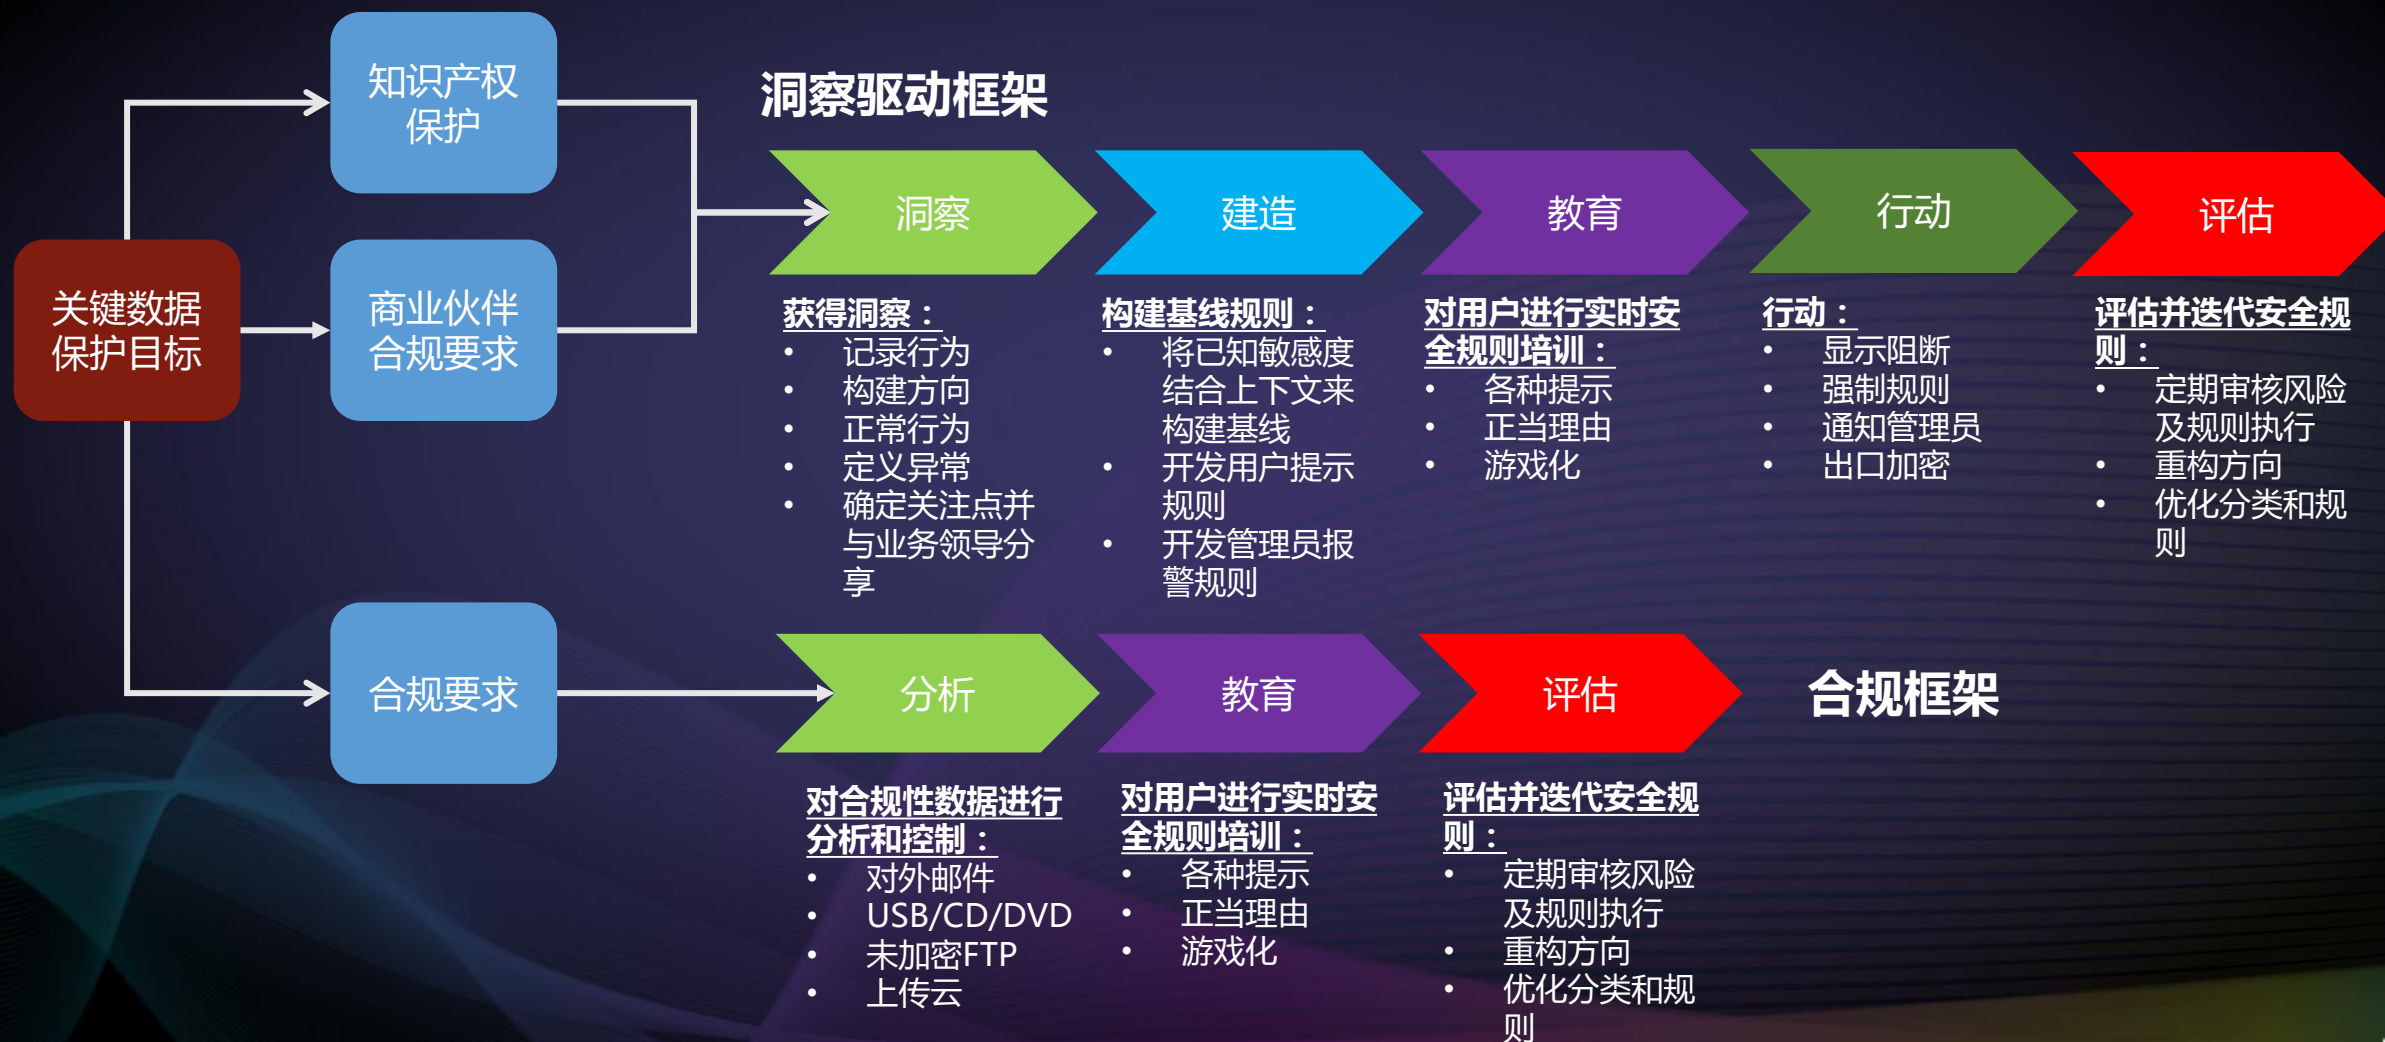 知识产权
保护
洞察驱动框架
洞察
建造
教育
行动
评估
关键数据
保护目标
商业伙伴
合规要求
获得洞察：
• 记录行为
• 构建方向
• 正常行为
• 定义异常
• 确定关注点并
与业务领导分
享
构建基线规则：
• 将已知敏感度
结合上下文来
构建基线
• 开发用户提示
规则
• 开发管理员报
警规则
对用户进行实时安
全规则培训：
• 各种提示
• 正当理由
• 游戏化
行动：
• 显示阻断
• 强制规则
• 通知管理员
• 出口加密
评估并迭代安全规
则：
• 定期审核风险
及规则执行
• 重构方向
• 优化分类和规
则
合规要求
分析
教育
评估
合规框架
对合规性数据进行
分析和控制：
• 对外邮件
• USB/CD/DVD
• 未加密FTP
• 上传云
对用户进行实时安
全规则培训：
• 各种提示
• 正当理由
• 游戏化
评估并迭代安全规
则：
• 定期审核风险
及规则执行
• 重构方向
• 优化分类和规
则